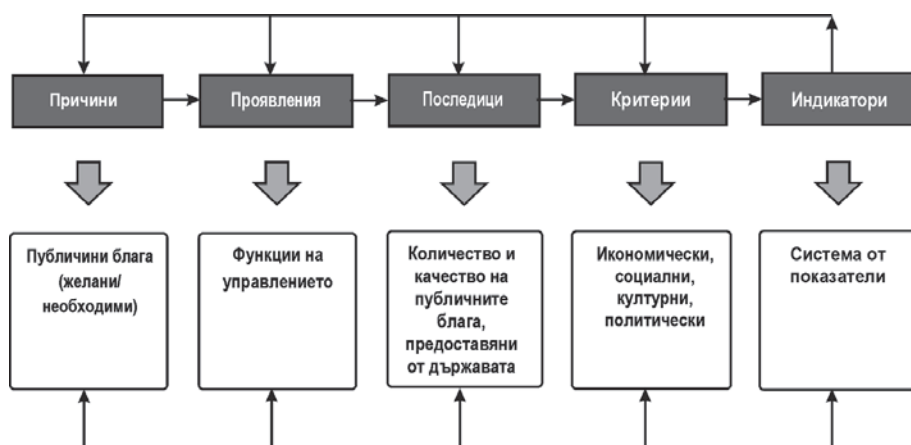 Причини
Проявления
Последици
Критерии
Индикатори
Публичини блага
(желани/
необходими)
Функции на
управлението
Количество и
качество на
публичните
блага,
предоставяни
от държавата
Икономически,
социални,
културни,
политически
Система от
показатели